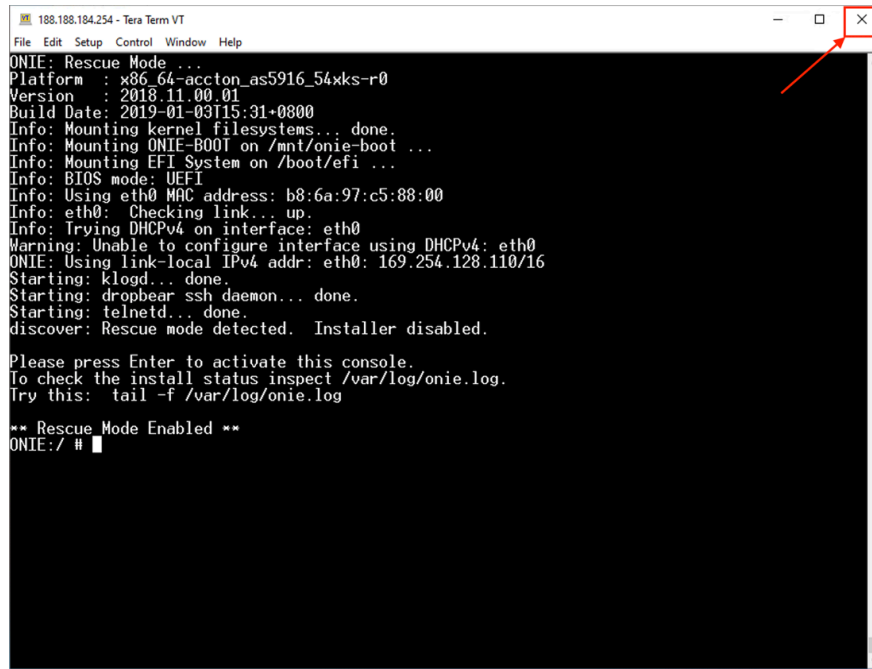 188.188.184.254 - Tera Term VT
File Edit Setup Control Window Help
ONIE: Rescue Mode ...
Platform  : x86_64-accton_as5916_54xks-r0
Version   : 2018.11.00.01
Build Date: 2019-01-03T15:31+0800
Info: Mounting kernel filesystems... done.
Info: Mounting ONIE-BOOT on /mnt/onie-boot ...
Info: Mounting EFI System on /boot/efi ...
Info: BIOS mode: UEFI
Info: Using eth0 MAC address: b8:6a:97:c5:88:00
Info: eth0:  Checking link... up.
Info: Trying DHCPv4 on interface: eth0
Warning: Unable to configure interface using DHCPv4: eth0
ONIE: Using link-local IPv4 addr: eth0: 169.254.128.110/16
Starting: klogd... done.
Starting: dropbear ssh daemon... done.
Starting: telnetd... done.
discover: Rescue mode detected.  Installer disabled.
Please press Enter to activate this console.
To check the install status inspect /var/log/onie.log.
Try this:  tail -f /var/log/onie.log
** Rescue Mode Enabled **
ONIE:/ #